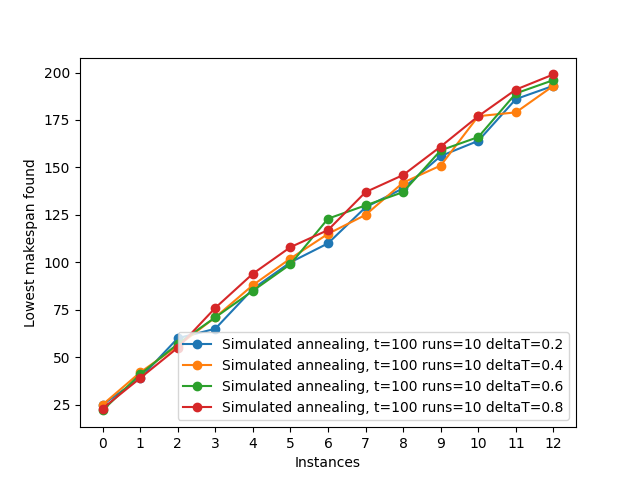 200
175
150
125
100
75
50
25
Lowest makespan found
Simulated annealing, t=100 runs=10 deltaT=0.2
Simulated annealing, t=100 runs=10 deltaT=0.4
Simulated annealing, t=100 runs=10 deltaT=0.6
Simulated annealing, t=100 runs=10 deltaT=0.8
0 1 2 3 4 5 6 7 8 9 10 11 12
Instances